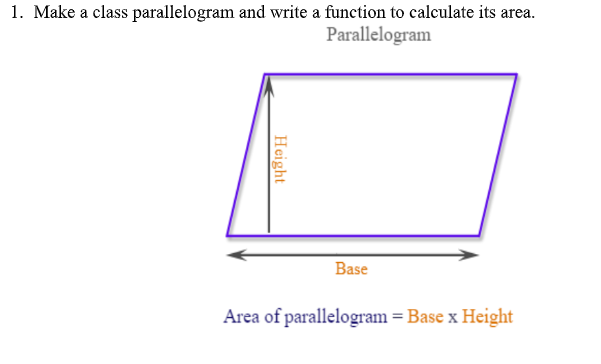 1. Make a class parallelogram and write a function to calculate its area.
Parallelogram
Height
Base
Area of parallelogram = Base x Height